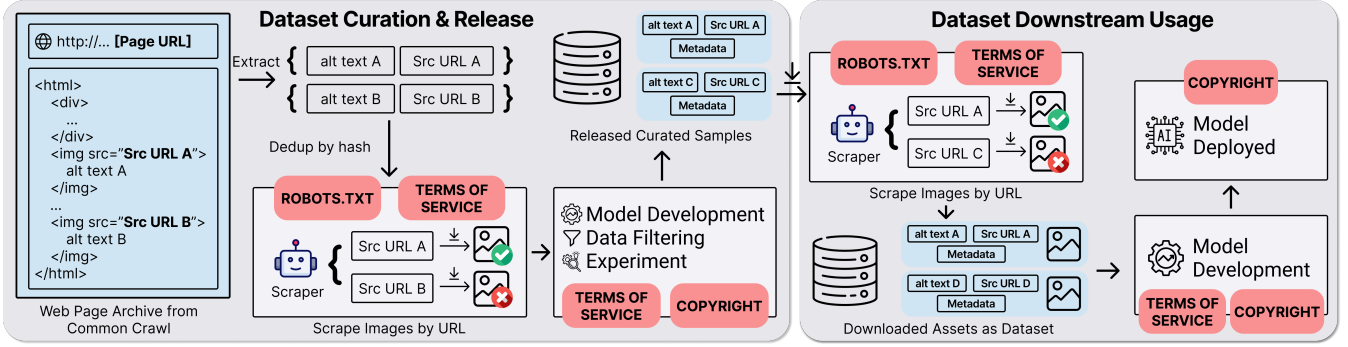 Dataset Curation & Release
http://... [Page URL]
<html>
<div>
...
</div>
<img src="Src URL A">
alt text A
</img>
...
<img src="Src URL B">
alt text B
</img>
</html>
Web Page Archive from
Common Crawl
Extract
{ alt text A Src URL A }
{ alt text B Src URL B }
Dedup by hash
ROBOTS.TXT
TERMS OF
SERVICE
Scraper
Src URL A
Src URL B
Scrape Images by URL
Model Development
Data Filtering
Experiment
TERMS OF
SERVICE
COPYRIGHT
alt text A Src URL A
Metadata
alt text C Src URL C
Metadata
Released Curated Samples
Dataset Downstream Usage
ROBOTS.TXT
TERMS OF
SERVICE
Scraper
Src URL A
Src URL C
Scrape Images by URL
alt text A Src URL A
Metadata
alt text D Src URL D
Metadata
Downloaded Assets as Dataset
Model
Development
TERMS OF
SERVICE
COPYRIGHT
COPYRIGHT
AI
Model
Deployed